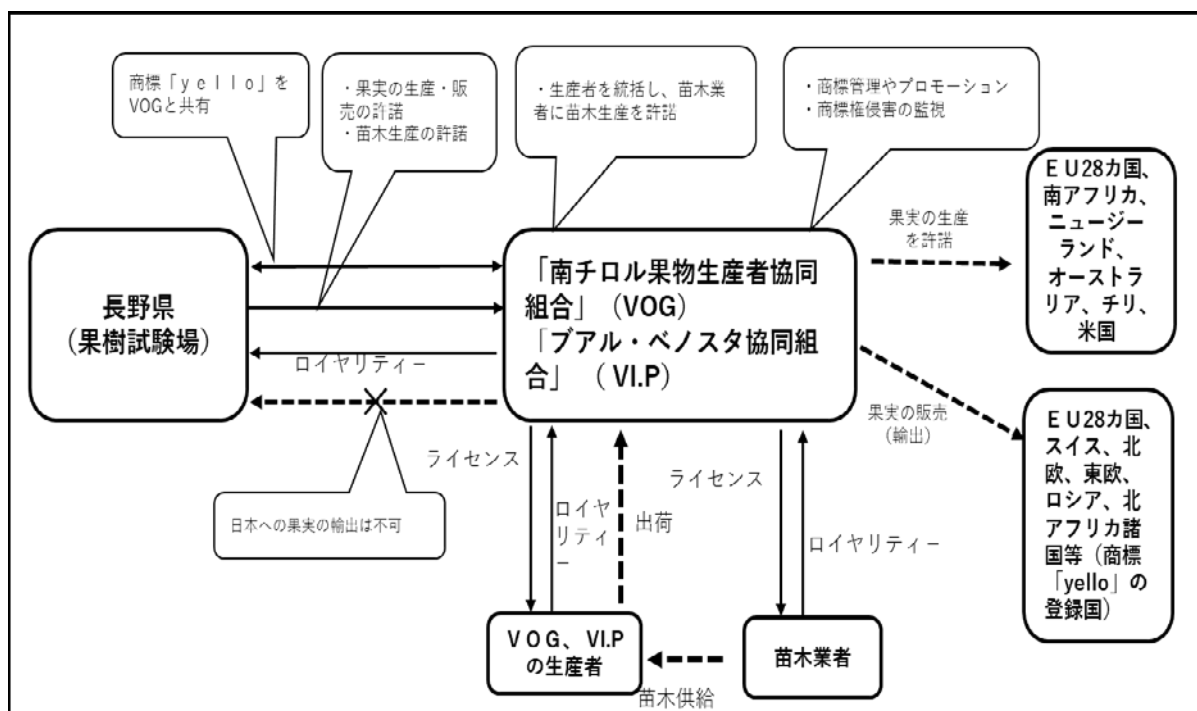 商標「yello」を
VOGと共有
・果実の生産・販
売の許諾
・苗木生産の許諾
・生産者を統括し、苗木業
者に苗木生産を許諾
・商標管理やプロモーション
・商標権侵害の監視
長野県
(果樹試験場)
ロイヤリティー
日本への果実の輸出は不可
「南チロル果物生産者協同
組合」(VOG)
「ブアル・ベノスタ協同組
合」(VI.P)
果実の生産
を許諾
EU28カ国、
南アフリカ、
ニュージー
ランド、
オーストラ
リア、チリ、
米国
果実の販売
(輸出)
EU28カ国、
スイス、北
欧、東欧、
ロシア、北
アフリカ諸
国等(商標
「yello」の
登録国)
ライセンス
ロイヤ
リティ
ー
出荷
ライセンス
ロイヤリティー
VOG、VI.P
の生産者
苗木供給
苗木業者